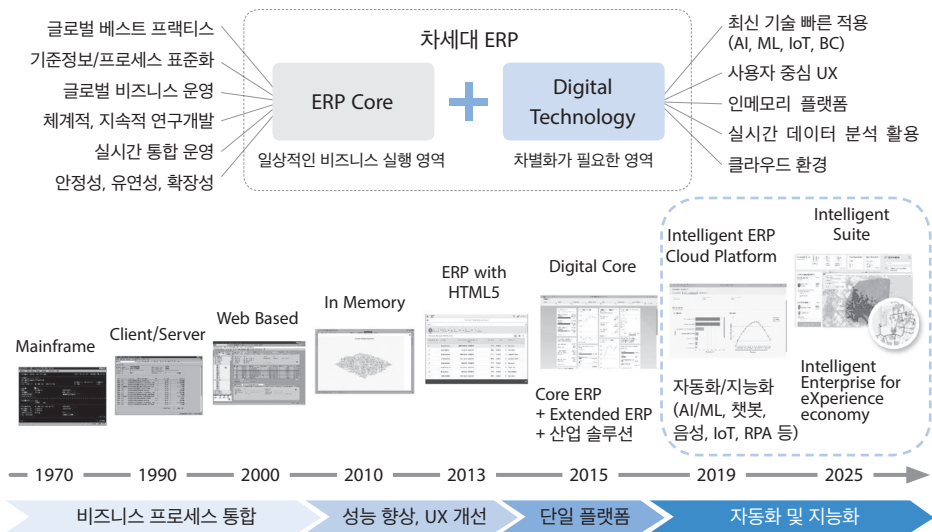 글로벌 베스트 프랙티스
기준정보/프로세스 표준화
글로벌 비즈니스 운영
체계적, 지속적 연구개발
실시간 통합 운영
안정성, 유연성, 확장성
차세대 ERP
ERP Core
일상적인 비즈니스 실행 영역
Digital
Technology
차별화가 필요한 영역
최신 기술 빠른 적용
(AI, ML, IoT, BC)
사용자 중심 UX
인메모리 플랫폼
실시간 데이터 분석 활용
클라우드 환경
Mainframe
Client/Server
Web Based
In Memory
ERP with
HTML5
Digital Core
Core ERP
+ Extended ERP
+ 산업 솔루션
Intelligent ERP
Cloud Platform
자동화/지능화
(AI/ML, 챗봇,
음성, IoT, RPA 등)
Intelligent
Suite
Intelligent
Enterprise for
eXperience
economy
1970
1990
2000
2010
2013
2015
2019
2025
비즈니스 프로세스 통합
성능 향상, UX 개선
단일 플랫폼
자동화 및 지능화